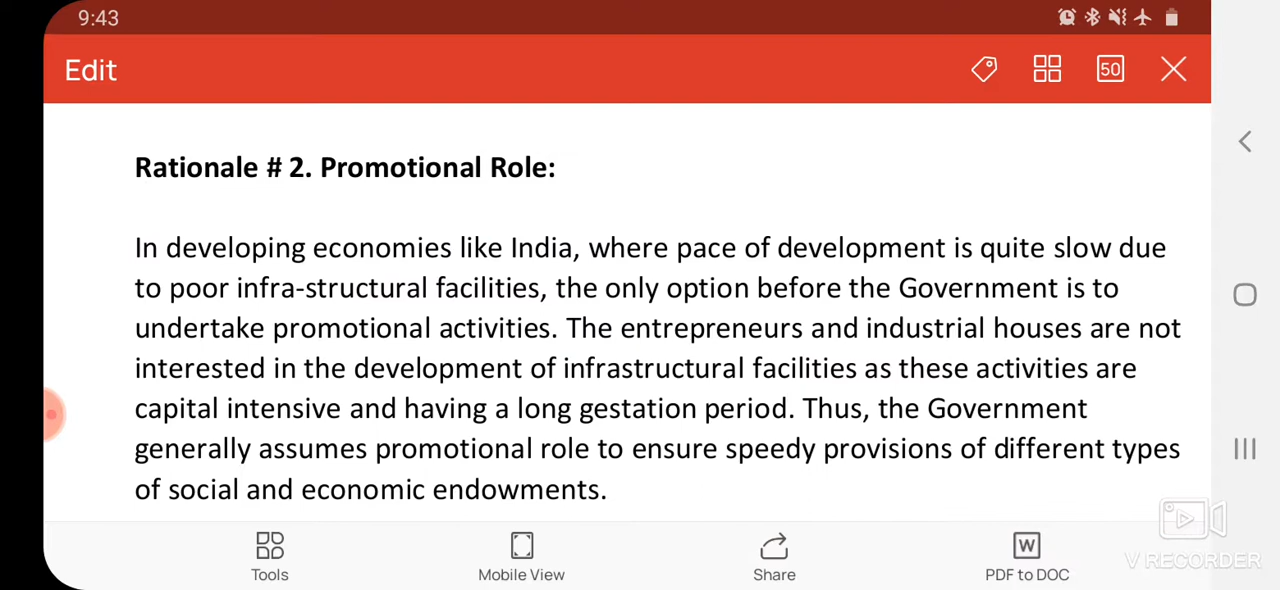 9:43
Edit
50
Rationale # 2. Promotional Role:
In developing economies like India, where pace of development is quite slow due
to poor infra-structural facilities, the only option before the Government is to
undertake promotional activities. The entrepreneurs and industrial houses are not
interested in the development of infrastructural facilities as these activities are
capital intensive and having a long gestation period. Thus, the Government
generally assumes promotional role to ensure speedy provisions of different types
of social and economic endowments.
W
Tools
Mobile View
Share
PDF to DOC
V RECORDER